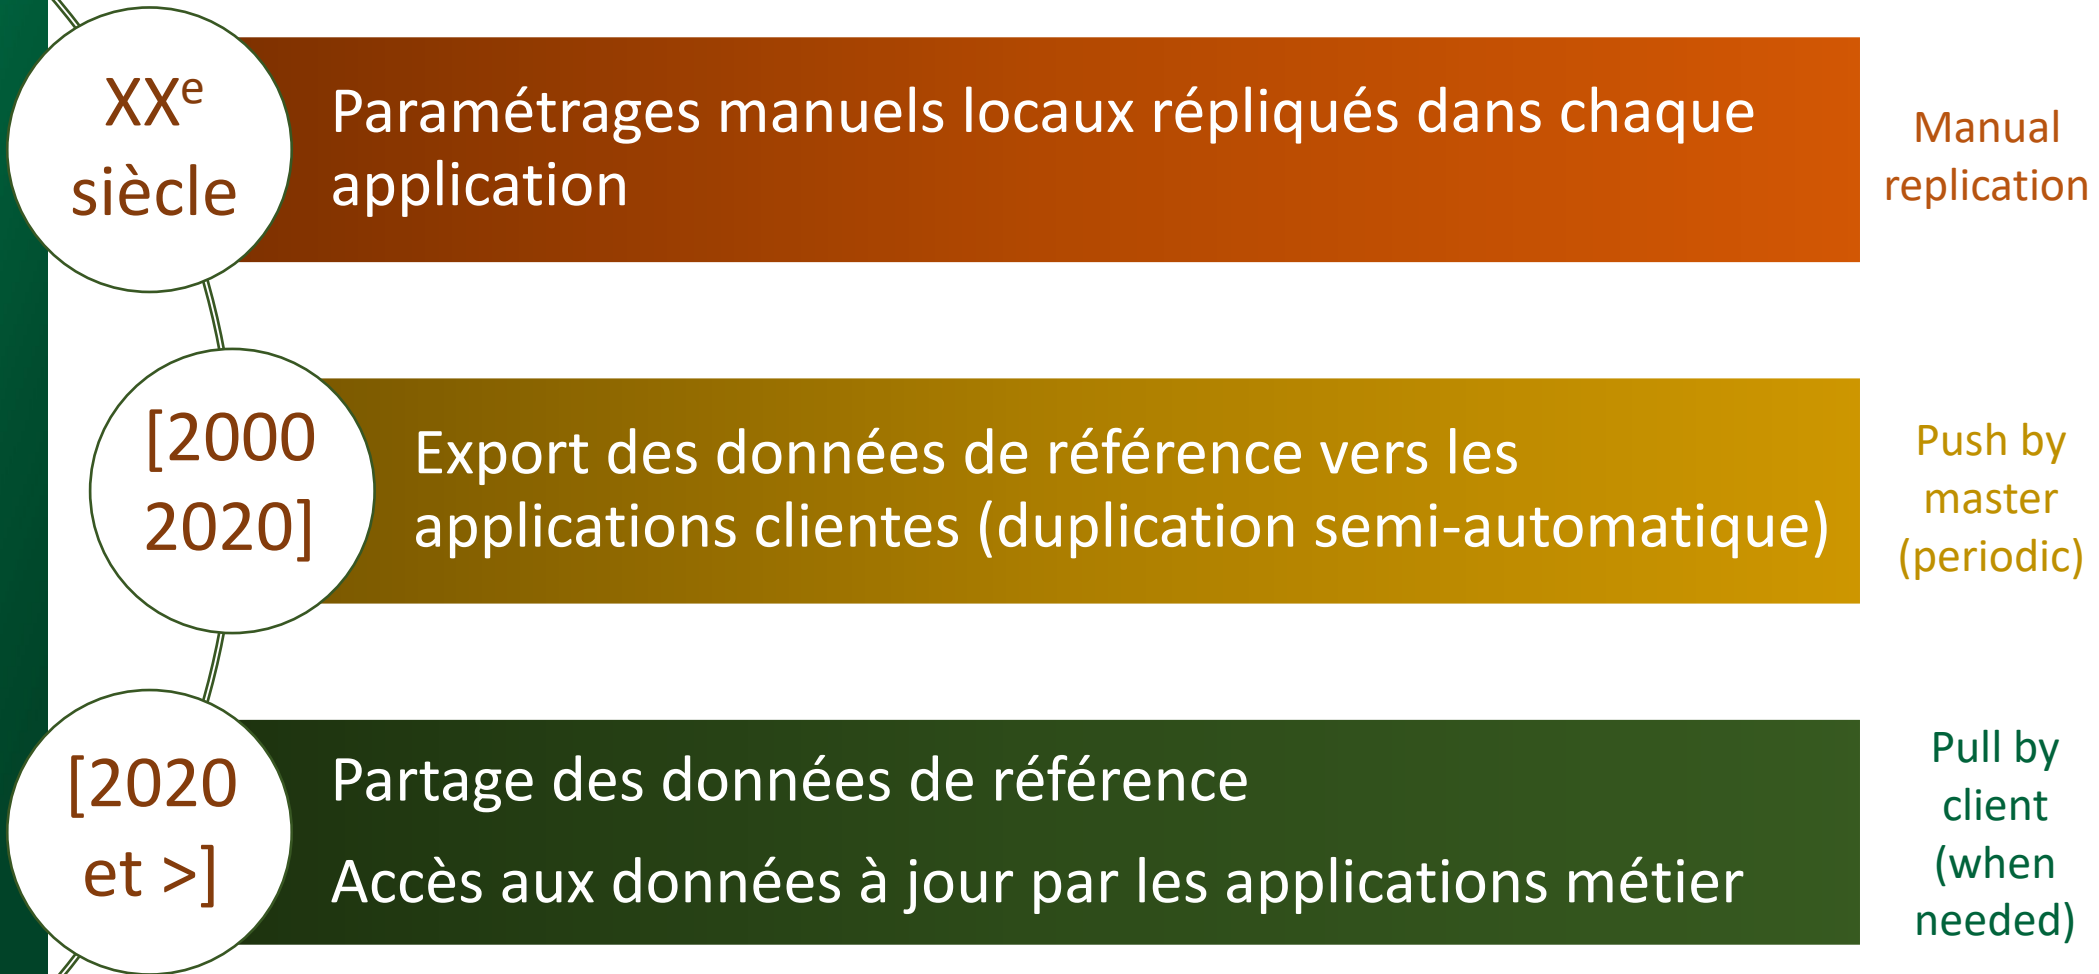 XXe
siècle
Paramétrages manuels locaux répliqués dans chaque
application
Manual
replication
[2000
2020]
Export des données de référence vers les
applications clientes (duplication semi-automatique)
Push by
master
(periodic)
[2020
et >]
Partage des données de référence
Accès aux données à jour par les applications métier
Pull by
client
(when
needed)